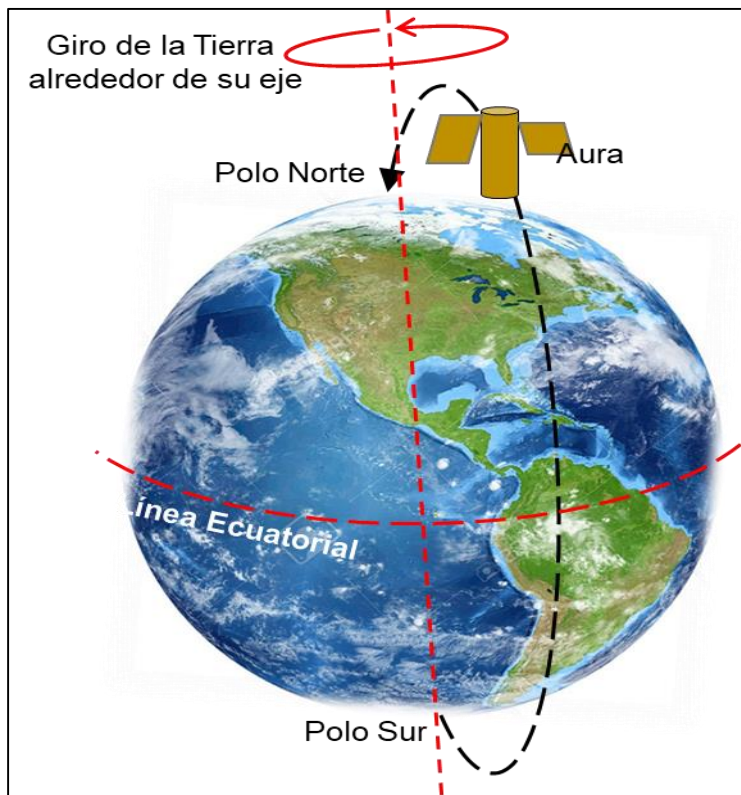 Giro de la Tierra
alrededor de su eje
Polo Norte
Aura
Línea Ecuatorial
Polo Sur